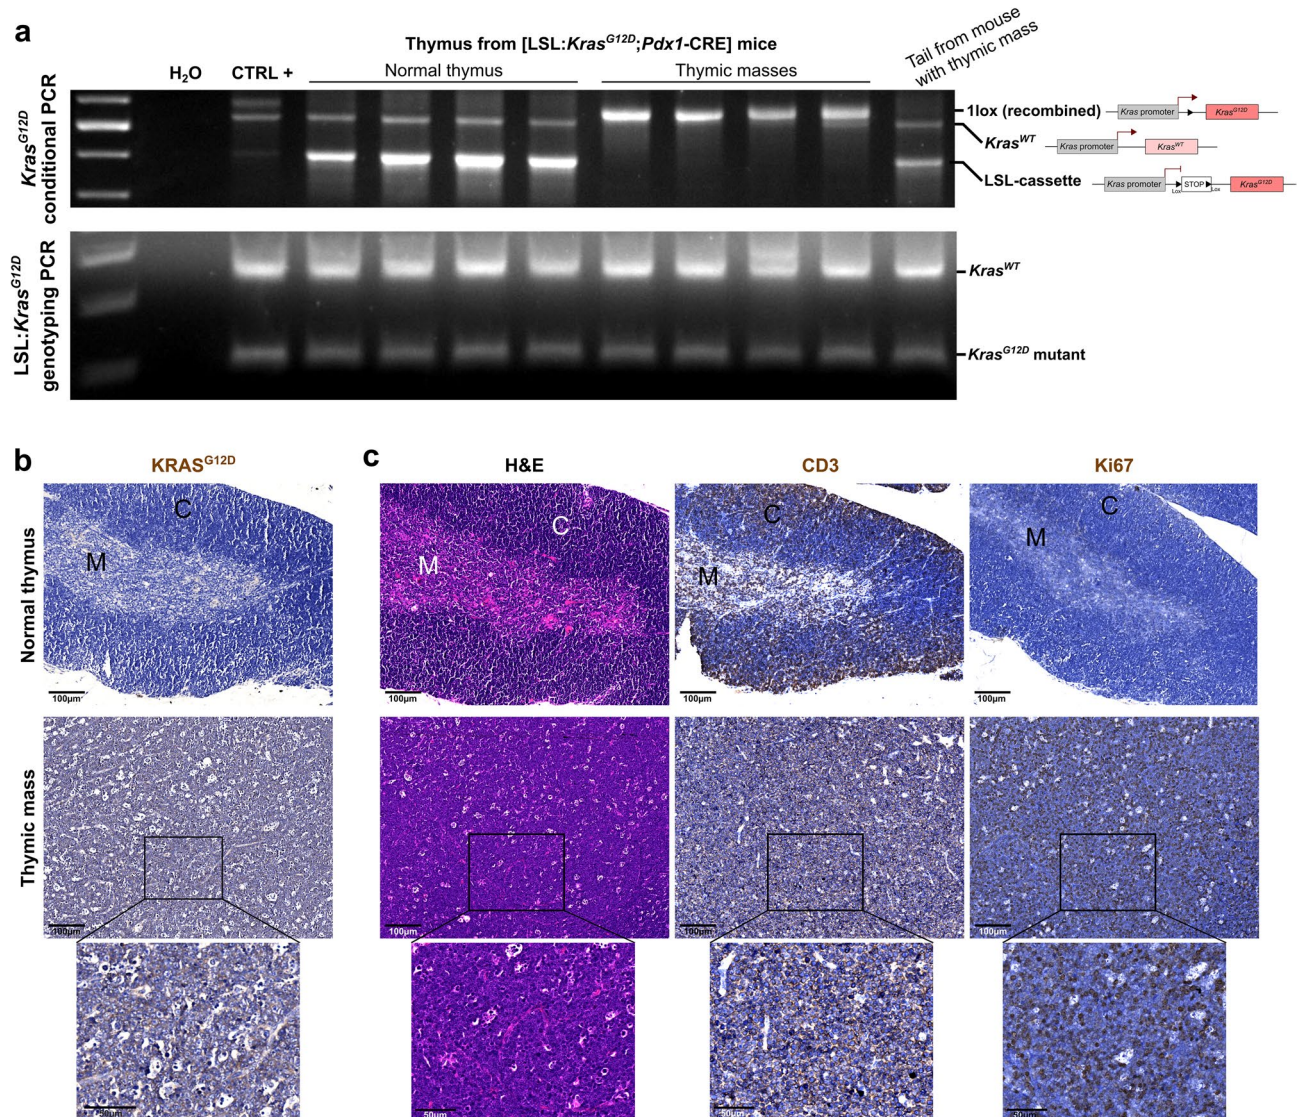 a
Thymus from [LSL:KrasG12D;Pdx1-CRE] mice
Tail from mouse
with thymic mass
H2O
CTRL +
Normal thymus
Thymic masses
KrasG12D
conditional PCR
1lox (recombined)
Kras promoter
KrasG12D
KrasWT
Kras promoter
KrasWT
LSL-cassette
Kras promoter
Lox
STOP
Lox
KrasG12D
LSL:KrasG12D
genotyping PCR
KrasWT
KrasG12D mutant
b
KRASG12D
c
H&E
CD3
Ki67
Normal thymus
C
M
100µm
C
M
100µm
C
M
100µm
C
M
100µm
Thymic mass
100µm
100µm
100µm
100µm
50µm
50µm
50µm
50µm